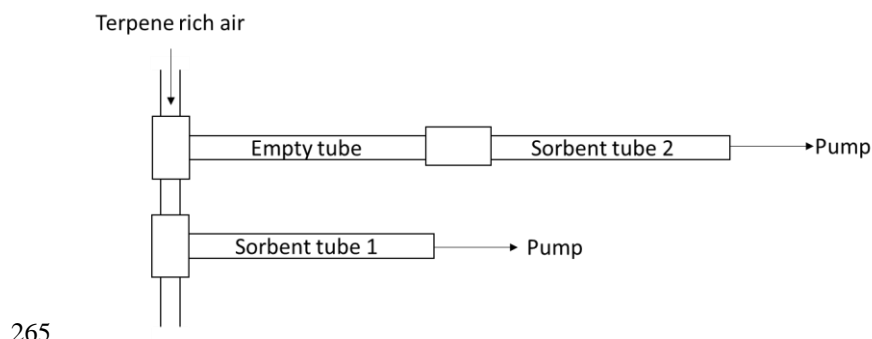 Terpene rich air
Empty tube
Sorbent tube 2
Pump
Sorbent tube 1
Pump
265